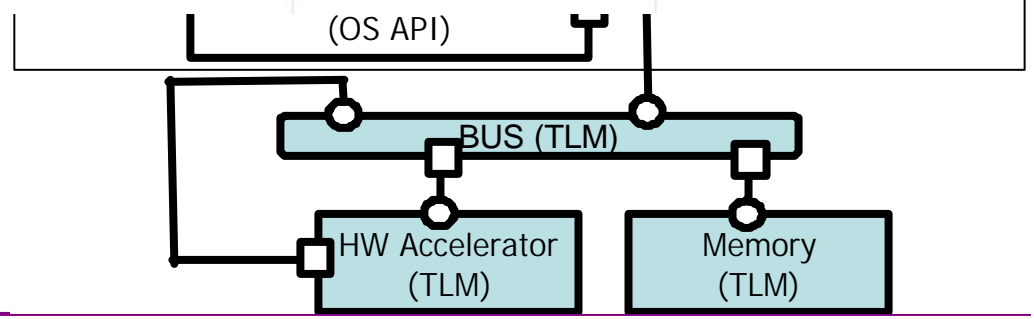 (OS API)
BUS (TLM)
HW Accelerator
(TLM)
Memory
(TLM)